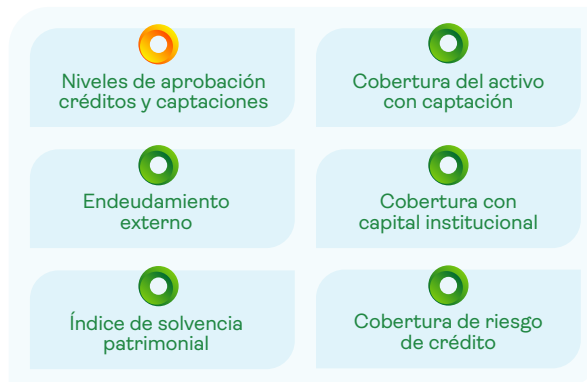 Niveles de aprobación
créditos y captaciones
Cobertura del activo
con captación
Endeudamiento
externo
Cobertura con
capital institucional
Índice de solvencia
patrimonial
Cobertura de riesgo
de crédito